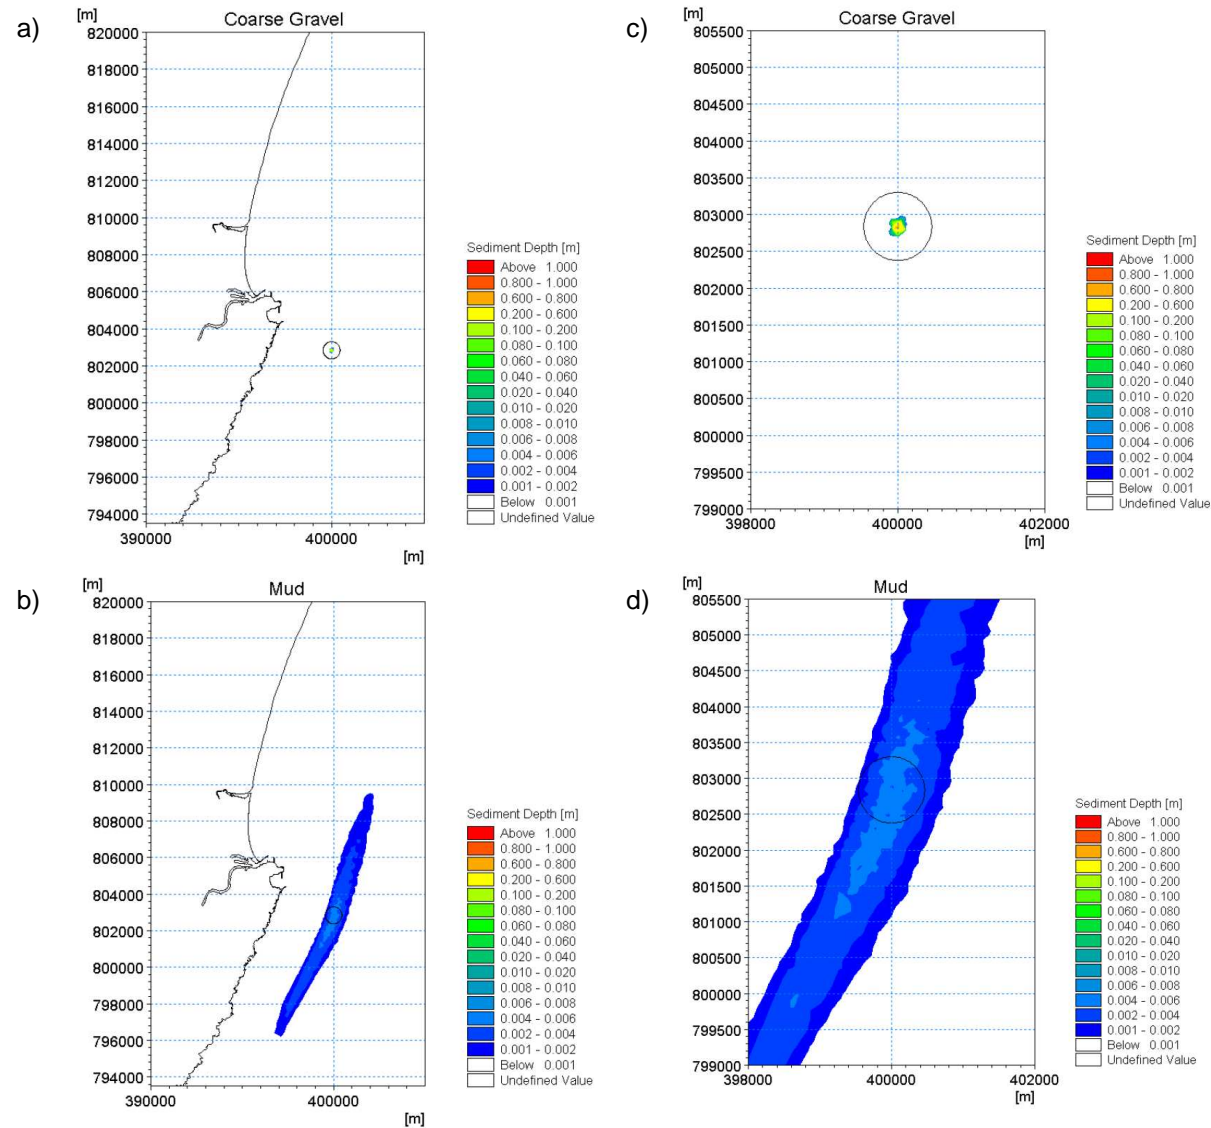 a)
[m]
Coarse Gravel
820000
818000
816000
814000
812000
810000
808000
806000
804000
802000
800000
798000
796000
794000
390000
400000
[m]
Sediment Depth [m]
Above 1.000
0.800 - 1.000
0.600 - 0.800
0.200 - 0.600
0.100 - 0.200
0.080 - 0.100
0.060 - 0.080
0.040 - 0.060
0.020 - 0.040
0.010 - 0.020
0.008 - 0.010
0.006 - 0.008
0.004 - 0.006
0.002 - 0.004
0.001 - 0.002
Below 0.001
Undefined Value
c)
[m]
Coarse Gravel
805500
805000
804500
804000
803500
803000
802500
802000
801500
801000
800500
800000
799500
799000
398000
400000
402000
[m]
Sediment Depth [m]
Above 1.000
0.800 - 1.000
0.600 - 0.800
0.200 - 0.600
0.100 - 0.200
0.080 - 0.100
0.060 - 0.080
0.040 - 0.060
0.020 - 0.040
0.010 - 0.020
0.008 - 0.010
0.006 - 0.008
0.004 - 0.006
0.002 - 0.004
0.001 - 0.002
Below 0.001
Undefined Value
b)
[m]
Mud
820000
818000
816000
814000
812000
810000
808000
806000
804000
802000
800000
798000
796000
794000
390000
400000
[m]
Sediment Depth [m]
Above 1.000
0.800 - 1.000
0.600 - 0.800
0.200 - 0.600
0.100 - 0.200
0.080 - 0.100
0.060 - 0.080
0.040 - 0.060
0.020 - 0.040
0.010 - 0.020
0.008 - 0.010
0.006 - 0.008
0.004 - 0.006
0.002 - 0.004
0.001 - 0.002
Below 0.001
Undefined Value
d)
[m]
Mud
805500
805000
804500
804000
803500
803000
802500
802000
801500
801000
800500
800000
799500
799000
398000
400000
402000
[m]
Sediment Depth [m]
Above 1.000
0.800 - 1.000
0.600 - 0.800
0.200 - 0.600
0.100 - 0.200
0.080 - 0.100
0.060 - 0.080
0.040 - 0.060
0.020 - 0.040
0.010 - 0.020
0.008 - 0.010
0.006 - 0.008
0.004 - 0.006
0.002 - 0.004
0.001 - 0.002
Below 0.001
Undefined Value